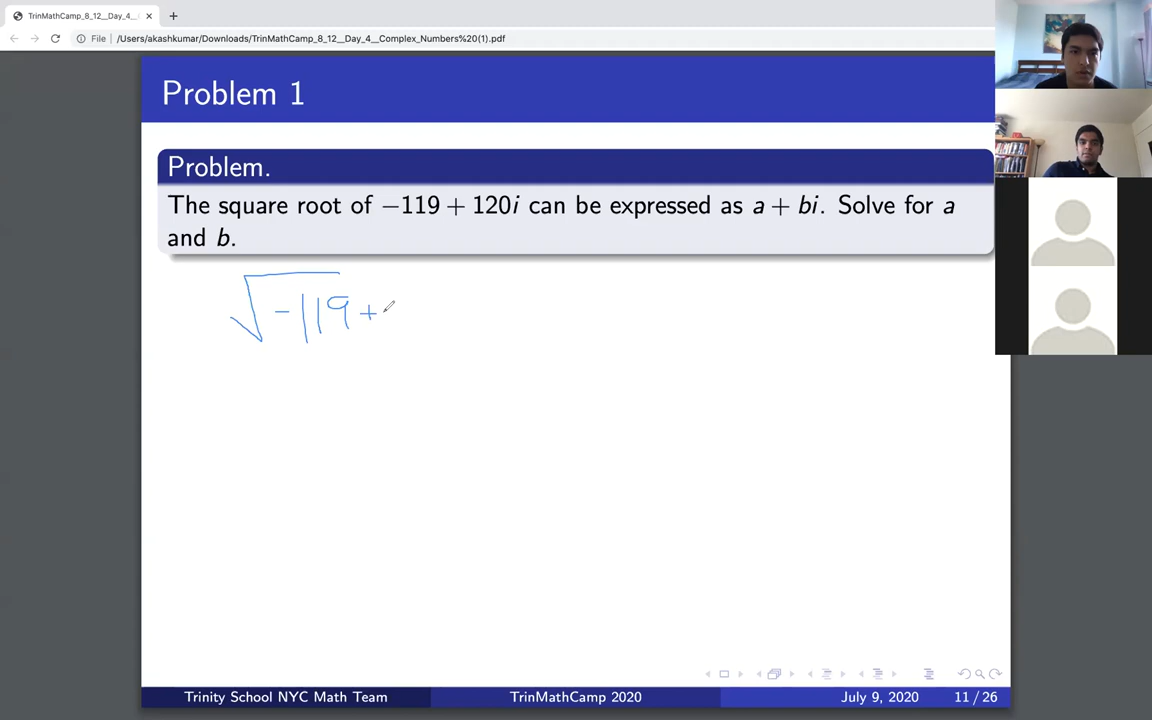 TrinMathCamp_8_12__Day_4__
File /Users/akashkumar/Downloads/TrinMathCamp_8_12__Day_4__Complex_Numbers%20(1).pdf
Problem 1
Problem.
The square root of −119 + 120i can be expressed as a + bi. Solve for a
and b.
√-119+
Trinity School NYC Math Team TrinMathCamp 2020 July 9, 2020 11 / 26